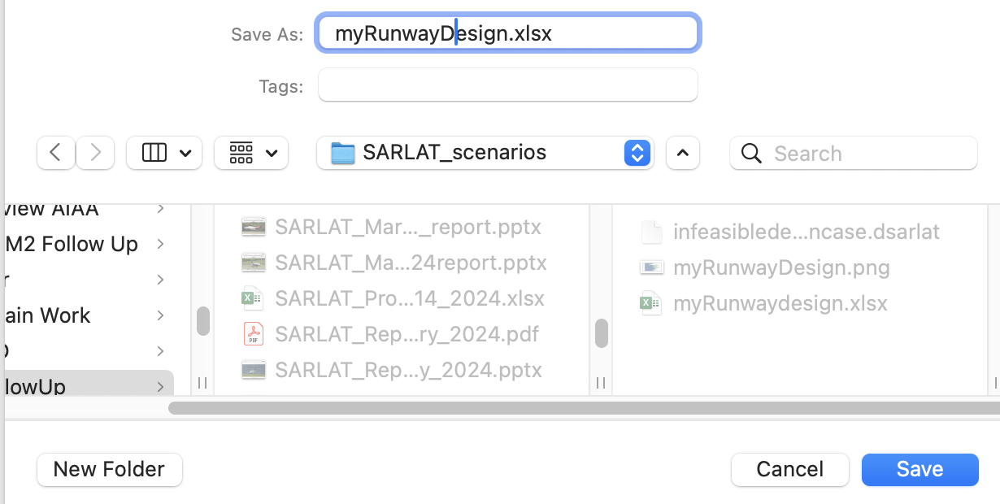 Save As: myRunwayDesign.xlsx
Tags:
SARLAT_scenarios
Search
view AIAA
M2 Follow Up
r
ain Work
lowUp
SARLAT_Mar..._report.pptx
SARLAT_Ma...24report.pptx
SARLAT_Pro...14_2024.xlsx
SARLAT_Rep...ry_2024.pdf
SARLAT_Rep...y_2024.pptx
infeasiblede...ncase.dsarlat
myRunwayDesign.png
myRunwaydesign.xlsx
New Folder
Cancel
Save